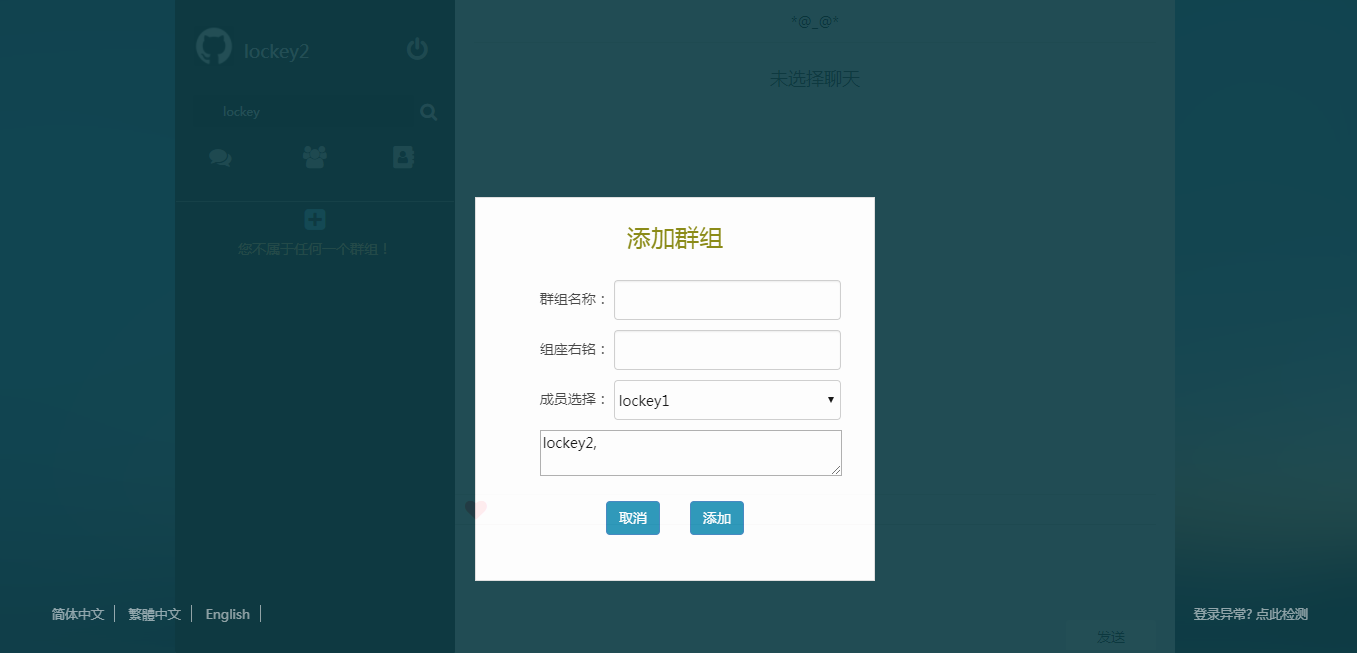 lockey2
lockey
您不属于任何一个群组！
*@_@*
未选择聊天
添加群组
群组名称：
组座右铭：
成员选择：
lockey1
lockey2,
取消
添加
简体中文
繁體中文
English
登录异常? 点此检测
发送